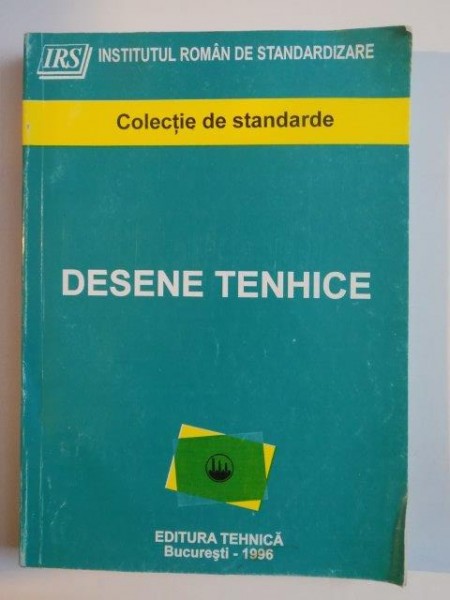 IRS INSTITUTUL ROMÂN DE STANDARDIZARE
Colecție de standarde
DESENE TENHICE
EDITURA TEHNICĂ
București - 1996